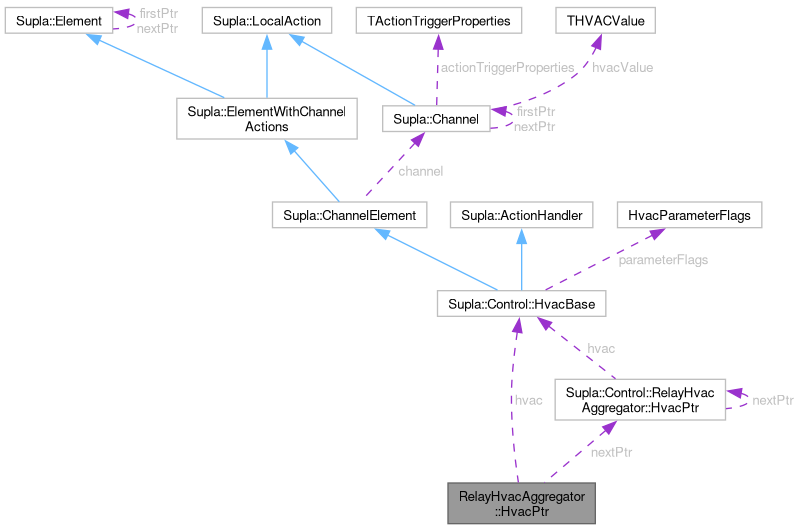 Supla::Element
firstPtr
nextPtr
Supla::LocalAction
TActionTriggerProperties
THVACValue
actionTriggerProperties
hvacValue
Supla::ElementWithChannel
Actions
Supla::Channel
firstPtr
nextPtr
channel
Supla::ChannelElement
Supla::ActionHandler
HvacParameterFlags
parameterFlags
Supla::Control::HvacBase
hvac
hvac
Supla::Control::RelayHvac
Aggregator::HvacPtr
nextPtr
nextPtr
RelayHvacAggregator
::HvacPtr